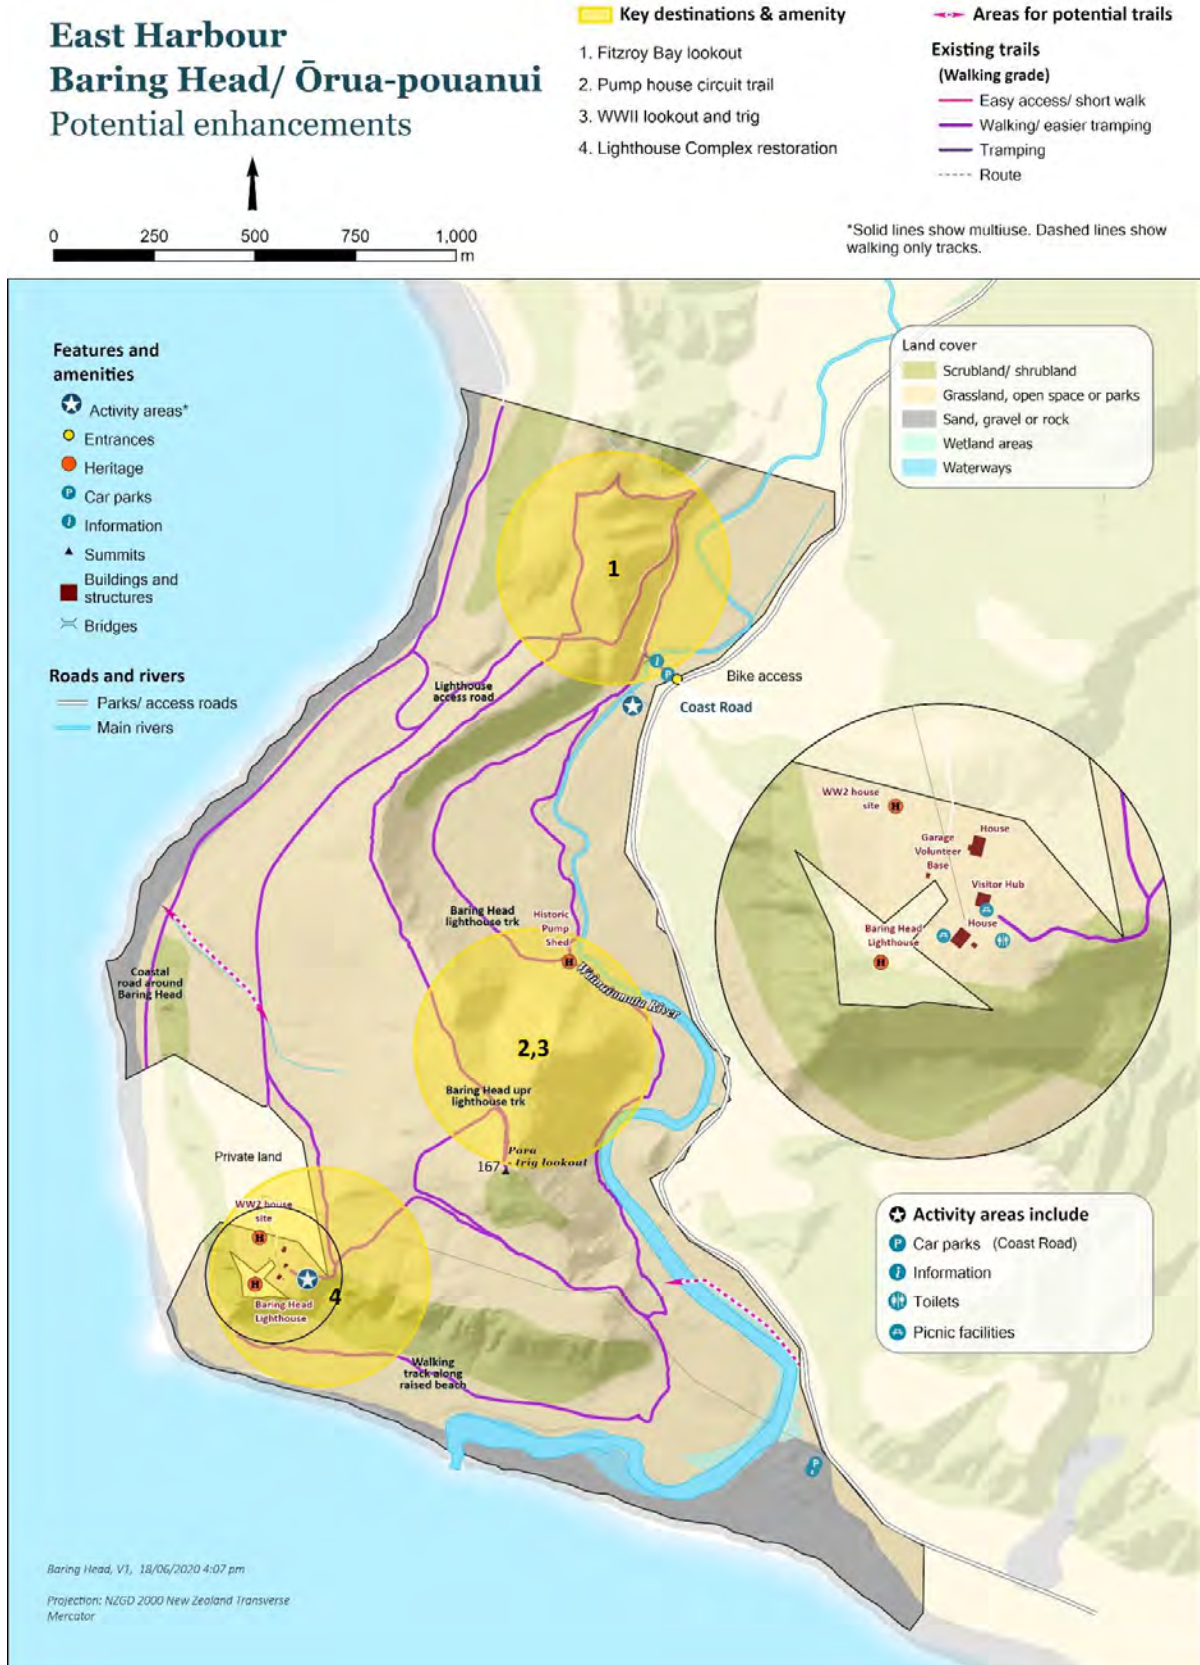 East Harbour
Baring Head/ Ōrua-pouanui
Potential enhancements
0 250 500 750 1,000
m
Key destinations & amenity
1. Fitzroy Bay lookout
2. Pump house circuit trail
3. WWII lookout and trig
4. Lighthouse Complex restoration
Areas for potential trails
Existing trails
(Walking grade)
Easy access/ short walk
Walking/ easier tramping
Tramping
Route
*Solid lines show multiuse. Dashed lines show
walking only tracks.
Features and
amenities
Activity areas*
Entrances
H
Heritage
P
Car parks
i
Information
Summits
Buildings and
structures
Bridges
Roads and rivers
Parks/ access roads
Main rivers
Land cover
Scrubland/ shrubland
Grassland, open space or parks
Sand, gravel or rock
Wetland areas
Waterways
1
i
P
Bike access
Coast Road
Lighthouse
access road
Baring Head
lighthouse trk
Historic
Pump
Shed
H
Wainuiomata River
Coastal
road around
Baring Head
2,3
Baring Head upr
lighthouse trk
Para
trig lookout
167
Private land
WW2 house
site
H
H
Baring Head
Lighthouse
4
Walking
track along
raised beach
P
WW2 house
site
H
House
Garage
Volunteer
Base
Visitor Hub
House
Baring Head
Lighthouse
H
Activity areas include
P
Car parks (Coast Road)
i
Information
Toilets
Picnic facilities
Baring Head, V1, 18/06/2020 4:07 pm
Projection: NZGD 2000 New Zealand Transverse
Mercator